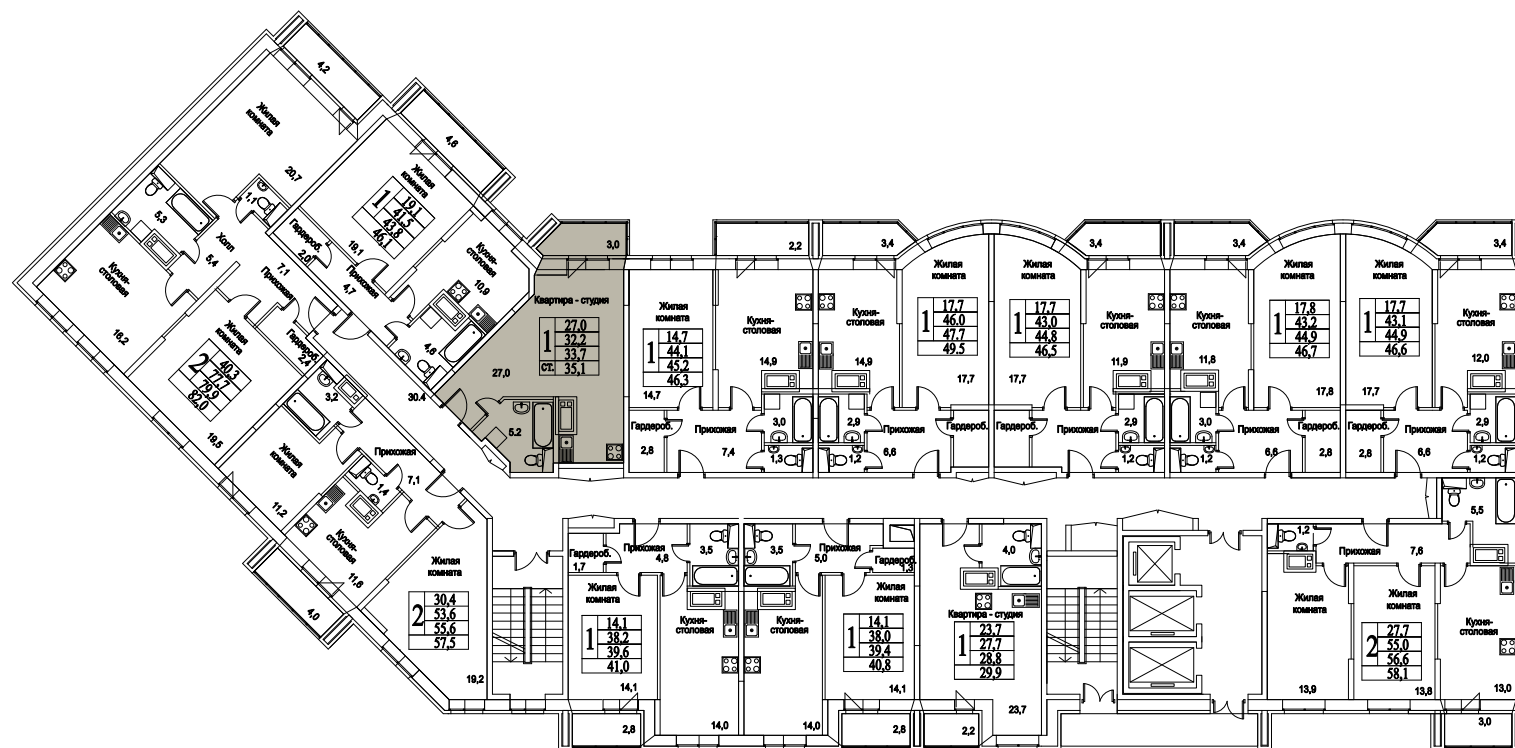 4,2
Жилая
комната
20,7
4,8
Жилая
комната
1
19,1
41,5
43,8
46,1
19,1
1,1
5,3
Гардероб.
2,0
Холл
5,4
7,1
Прихожая
4,7
Прихожая
Кухня-
столовая
10,9
4,6
Кухня-
столовая
16,2
Жилая
комната
2
40,3
77,7
79,9
82,0
19,5
Гардероб.
2,4
3,2
30.4
Жилая
комната
11,2
Прихожая
7,1
1,4
Кухня-
столовая
11,6
4,0
Жилая
комната
2
30,4
53,6
55,6
57,5
19,2
3,0
Квартира - студия
1
ст.
27,0
32,2
33,7
35,1
27,0
5.2
Жилая
комната
1
14,7
44,1
45,2
46,3
14,7
2,2
Кухня-
столовая
14,9
Гардероб.
2,8
Прихожая
7,4
3,0
1,3
3,4
Кухня-
столовая
14,9
Жилая
комната
1
17,7
46.0
47.7
49.5
17,7
2,9
1,2
Прихожая
6,6
Гардероб.
Жилая
комната
1
17,7
43,0
44,8
46,5
17,7
3,4
Кухня-
столовая
11,9
Гардероб.
Прихожая
2,9
1,2
3,4
Кухня-
столовая
11,8
Жилая
комната
1
17,8
43,2
44,9
46,7
17,8
3,0
1,2
Прихожая
6,6
Гардероб.
2,8
Жилая
комната
1
17,7
43,1
44,9
46,6
17,7
3,4
Кухня-
столовая
12,0
Гардероб.
2,8
Прихожая
6,6
2,9
1,2
5,5
Гардероб.
1,7
Прихожая
4,8
3,5
Жилая
комната
1
14,1
38,2
39,6
41,0
14,1
Кухня-
столовая
14,0
2,8
3,5
Прихожая
5,0
Гардероб.
1,3
Кухня-
столовая
14,0
Жилая
комната
1
14,1
38,0
39,4
40,8
14,1
2,8
4,0
Квартира - студия
1
23,7
27,7
28,8
29,9
23,7
2,2
1,2
Прихожая
7,6
Жилая
комната
13,9
Жилая
комната
2
27,7
55,0
56,6
58,1
13,8
Кухня-
столовая
13,0
3,0